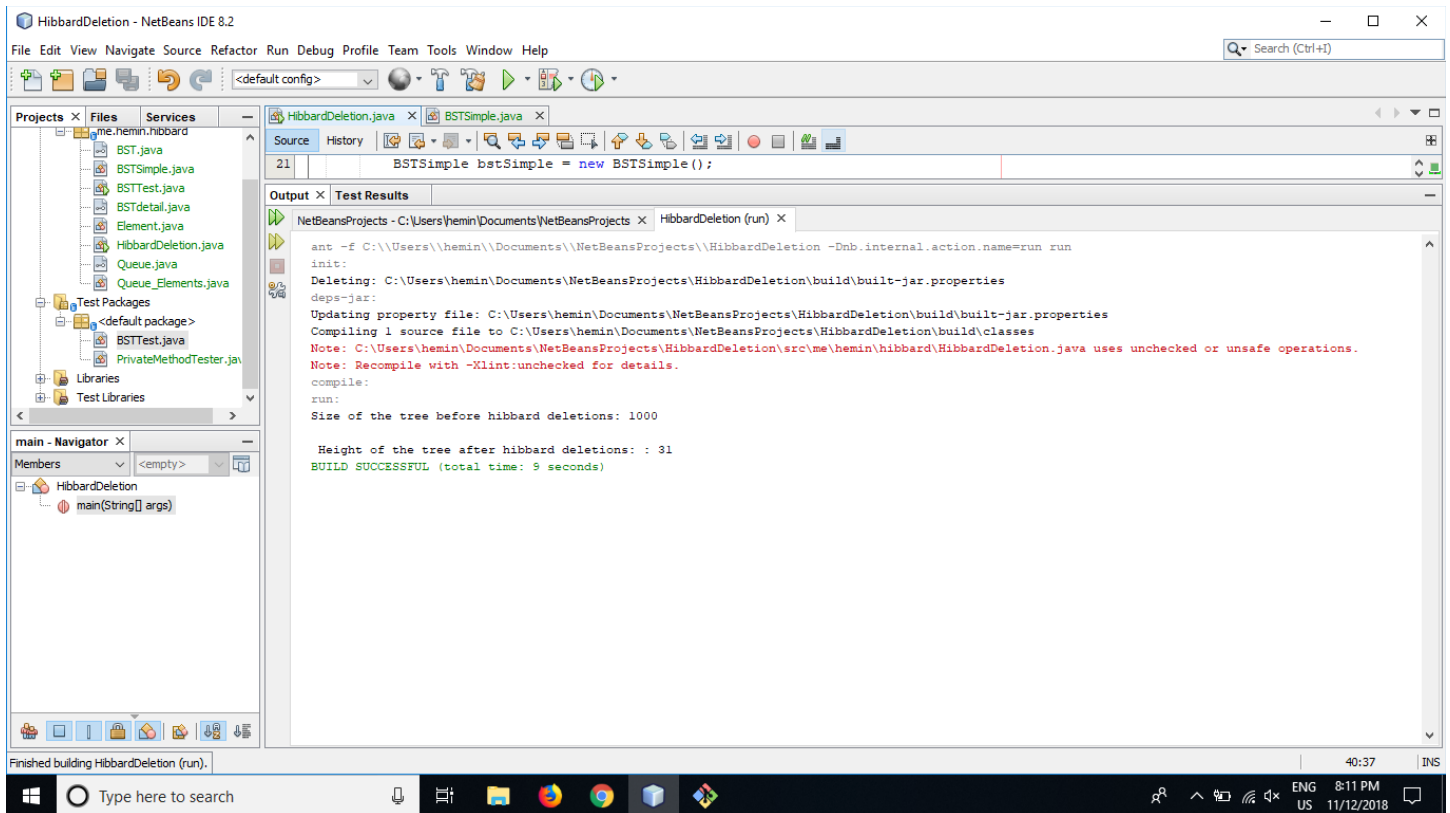 HibbardDeletion - NetBeans IDE 8.2
File Edit View Navigate Source Refactor Run Debug Profile Team Tools Window Help
Search (Ctrl+I)
<default config>
Projects Files Services
me.hemin.hibbard
BST.java
BSTSimple.java
BSTTest.java
BSTdetail.java
Element.java
HibbardDeletion.java
Queue.java
Queue_Elements.java
Test Packages
<default package>
BSTTest.java
PrivateMethodTester.jav
Libraries
Test Libraries
main - Navigator
Members <empty>
HibbardDeletion
main(String[] args)
HibbardDeletion.java BSTSimple.java
Source History
21 BSTSimple bstSimple = new BSTSimple();
Output Test Results
NetBeansProjects - C:\Users\hemin\Documents\NetBeansProjects HibbardDeletion (run)
ant -f C:\\Users\\hemin\\Documents\\NetBeansProjects\\HibbardDeletion -Dnb.internal.action.name=run run
init:
Deleting: C:\Users\hemin\Documents\NetBeansProjects\HibbardDeletion\build\built-jar.properties
deps-jar:
Updating property file: C:\Users\hemin\Documents\NetBeansProjects\HibbardDeletion\build\built-jar.properties
Compiling 1 source file to C:\Users\hemin\Documents\NetBeansProjects\HibbardDeletion\build\classes
Note: C:\Users\hemin\Documents\NetBeansProjects\HibbardDeletion\src\me\hemin\hibbard\HibbardDeletion.java uses unchecked or unsafe operations.
Note: Recompile with -Xlint:unchecked for details.
compile:
run:
Size of the tree before hibbard deletions: 1000
Height of the tree after hibbard deletions: : 31
BUILD SUCCESSFUL (total time: 9 seconds)
Finished building HibbardDeletion (run).
40:37 INS
Type here to search
ENG 8:11 PM
US 11/12/2018